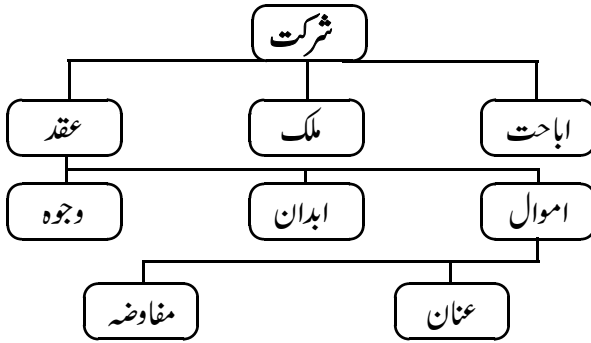 شرکت
اباحت ملک عقد
اموال ابدان وجوہ
عنان مفاوضہ